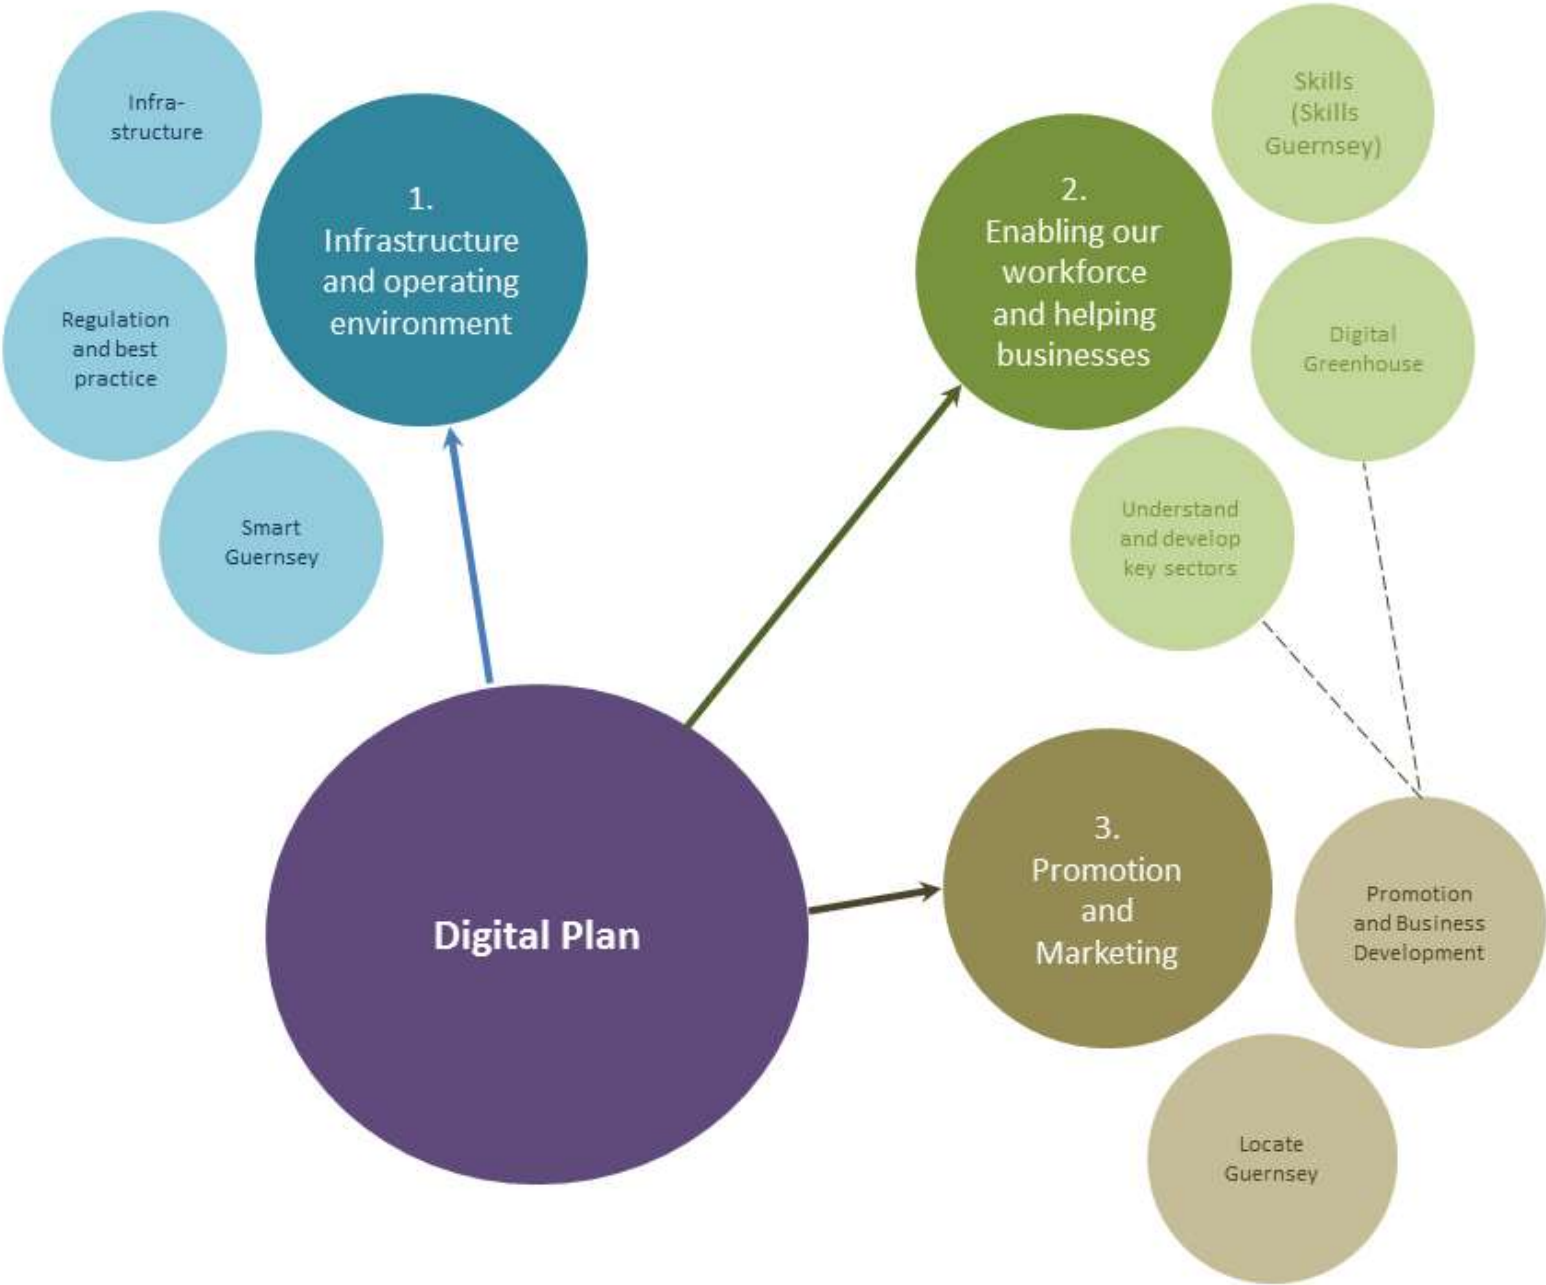 Infra-
structure
1.
Infrastructure
and operating
environment
Regulation
and best
practice
Smart
Guernsey
2.
Enabling our
workforce
and helping
businesses
Skills
(Skills
Guernsey)
Digital
Greenhouse
Understand
and develop
key sectors
Digital Plan
3.
Promotion
and
Marketing
Promotion
and Business
Development
Locate
Guernsey